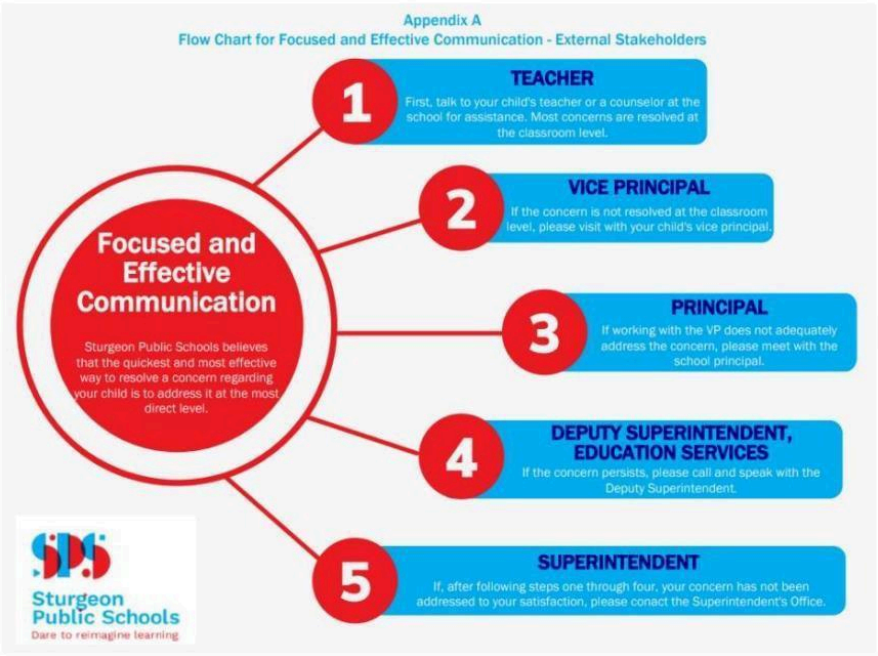 Appendix A
Flow Chart for Focused and Effective Communication - External Stakeholders
1
TEACHER
First, talk to your child's teacher or a counselor at the
school for assistance. Most concerns are resolved at
the classroom level.
2
VICE PRINCIPAL
If the concern is not resolved at the classroom
level, please visit with your child's vice principal.
Focused and
Effective
Communication
Sturgeon Public Schools believes
that the quickest and most effective
way to resolve a concern regarding
your child is to address it at the most
direct level.
3
PRINCIPAL
If working with the VP does not adequately
address the concern, please meet with the
school principal.
4
DEPUTY SUPERINTENDENT,
EDUCATION SERVICES
If the concern persists, please call and speak with the
Deputy Superintendent.
5
SUPERINTENDENT
If, after following steps one through four, your concern has not been
addressed to your satisfaction, please conact the Superintendent's Office.
SPS
Sturgeon
Public Schools
Dare to reimagine learning